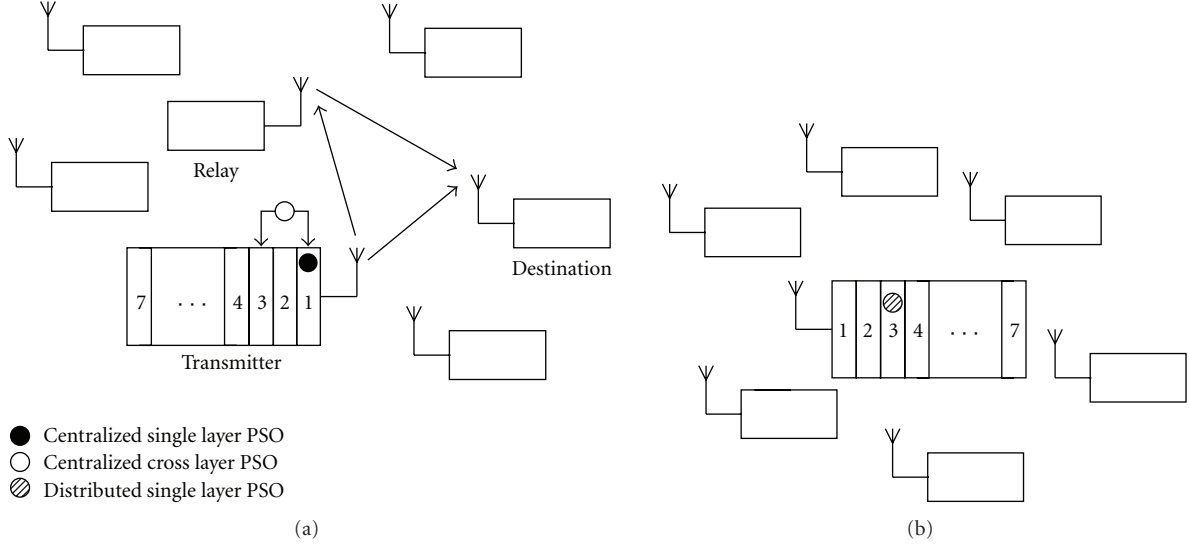 Relay
Destination
7 ... 4 3 2 1
Transmitter
1 2 3 4 ... 7
Centralized single layer PSO
Centralized cross layer PSO
Distributed single layer PSO
(a)
(b)